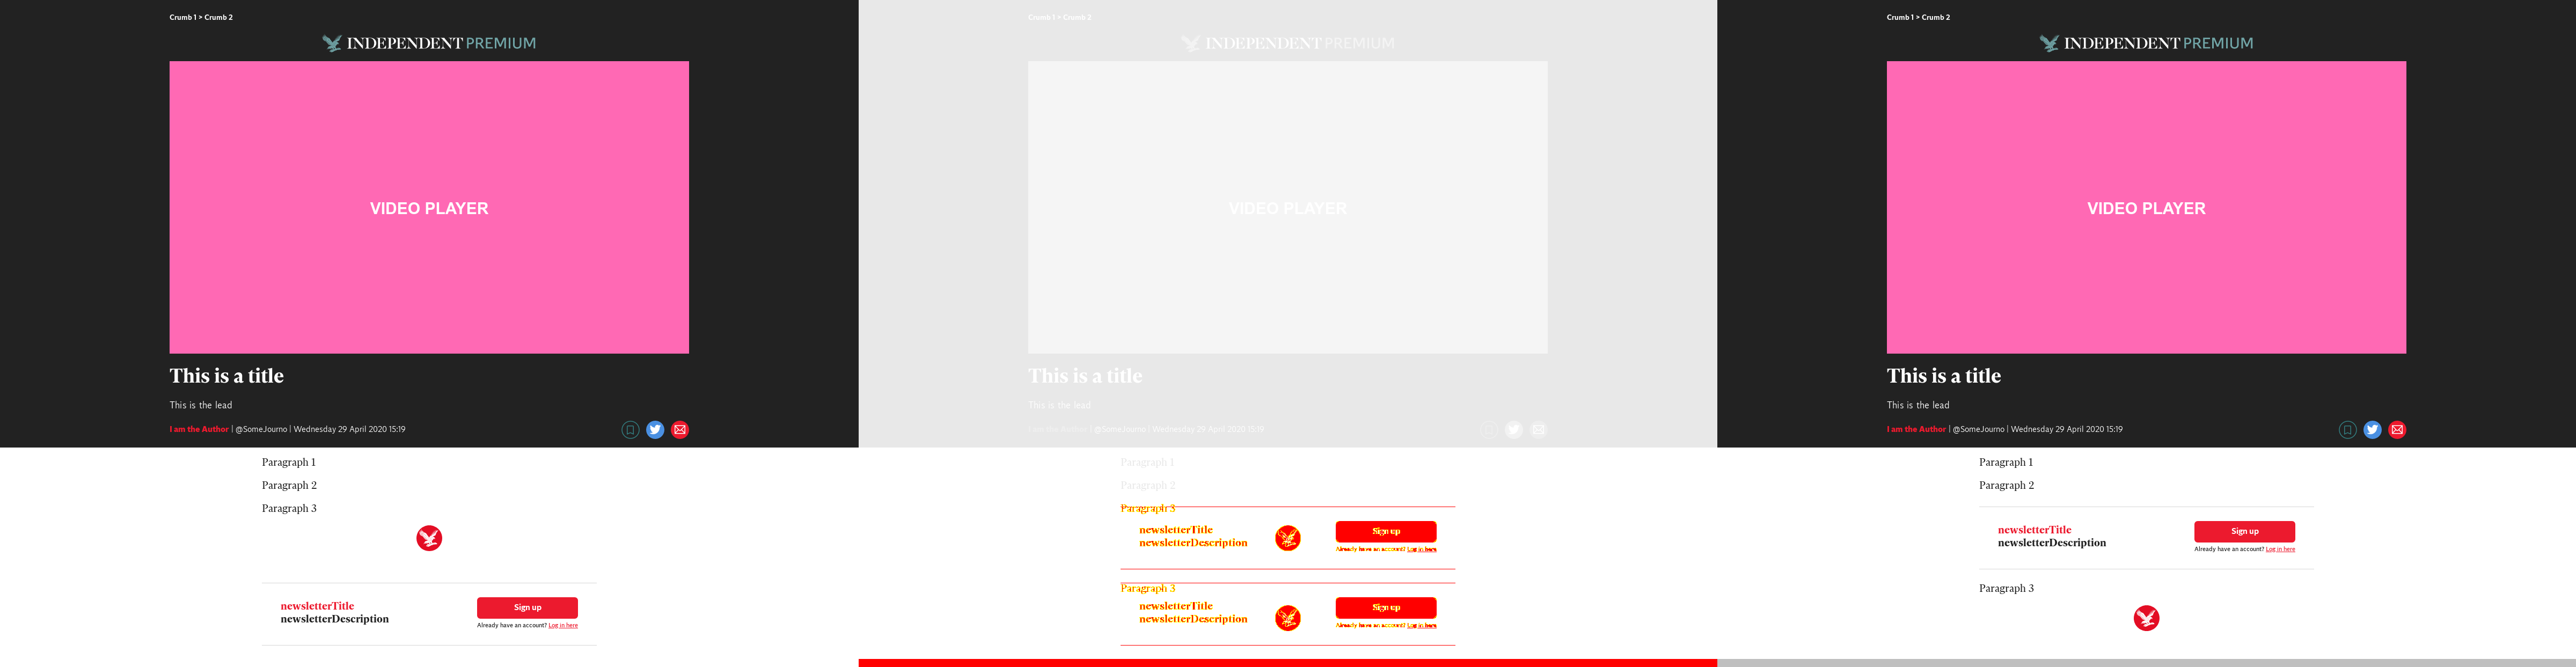 Crumb 1 > Crumb 2
INDEPENDENT PREMIUM
VIDEO PLAYER
This is a title
This is the lead
I am the Author | @SomeJourno | Wednesday 29 April 2020 15:19
Paragraph 1
Paragraph 2
Paragraph 3
newsletterTitle
newsletterDescription
Sign up
Already have an account? Log in here
Crumb 1 > Crumb 2
INDEPENDENT PREMIUM
VIDEO PLAYER
This is a title
This is the lead
I am the Author | @SomeJourno | Wednesday 29 April 2020 15:19
Paragraph 1
Paragraph 2
Paragraph 3
newsletterTitle
newsletterDescription
Sign up
Already have an account? Log in here
Paragraph 3
newsletterTitle
newsletterDescription
Sign up
Already have an account? Log in here
Crumb 1 > Crumb 2
INDEPENDENT PREMIUM
VIDEO PLAYER
This is a title
This is the lead
I am the Author | @SomeJourno | Wednesday 29 April 2020 15:19
Paragraph 1
Paragraph 2
newsletterTitle
newsletterDescription
Sign up
Already have an account? Log in here
Paragraph 3